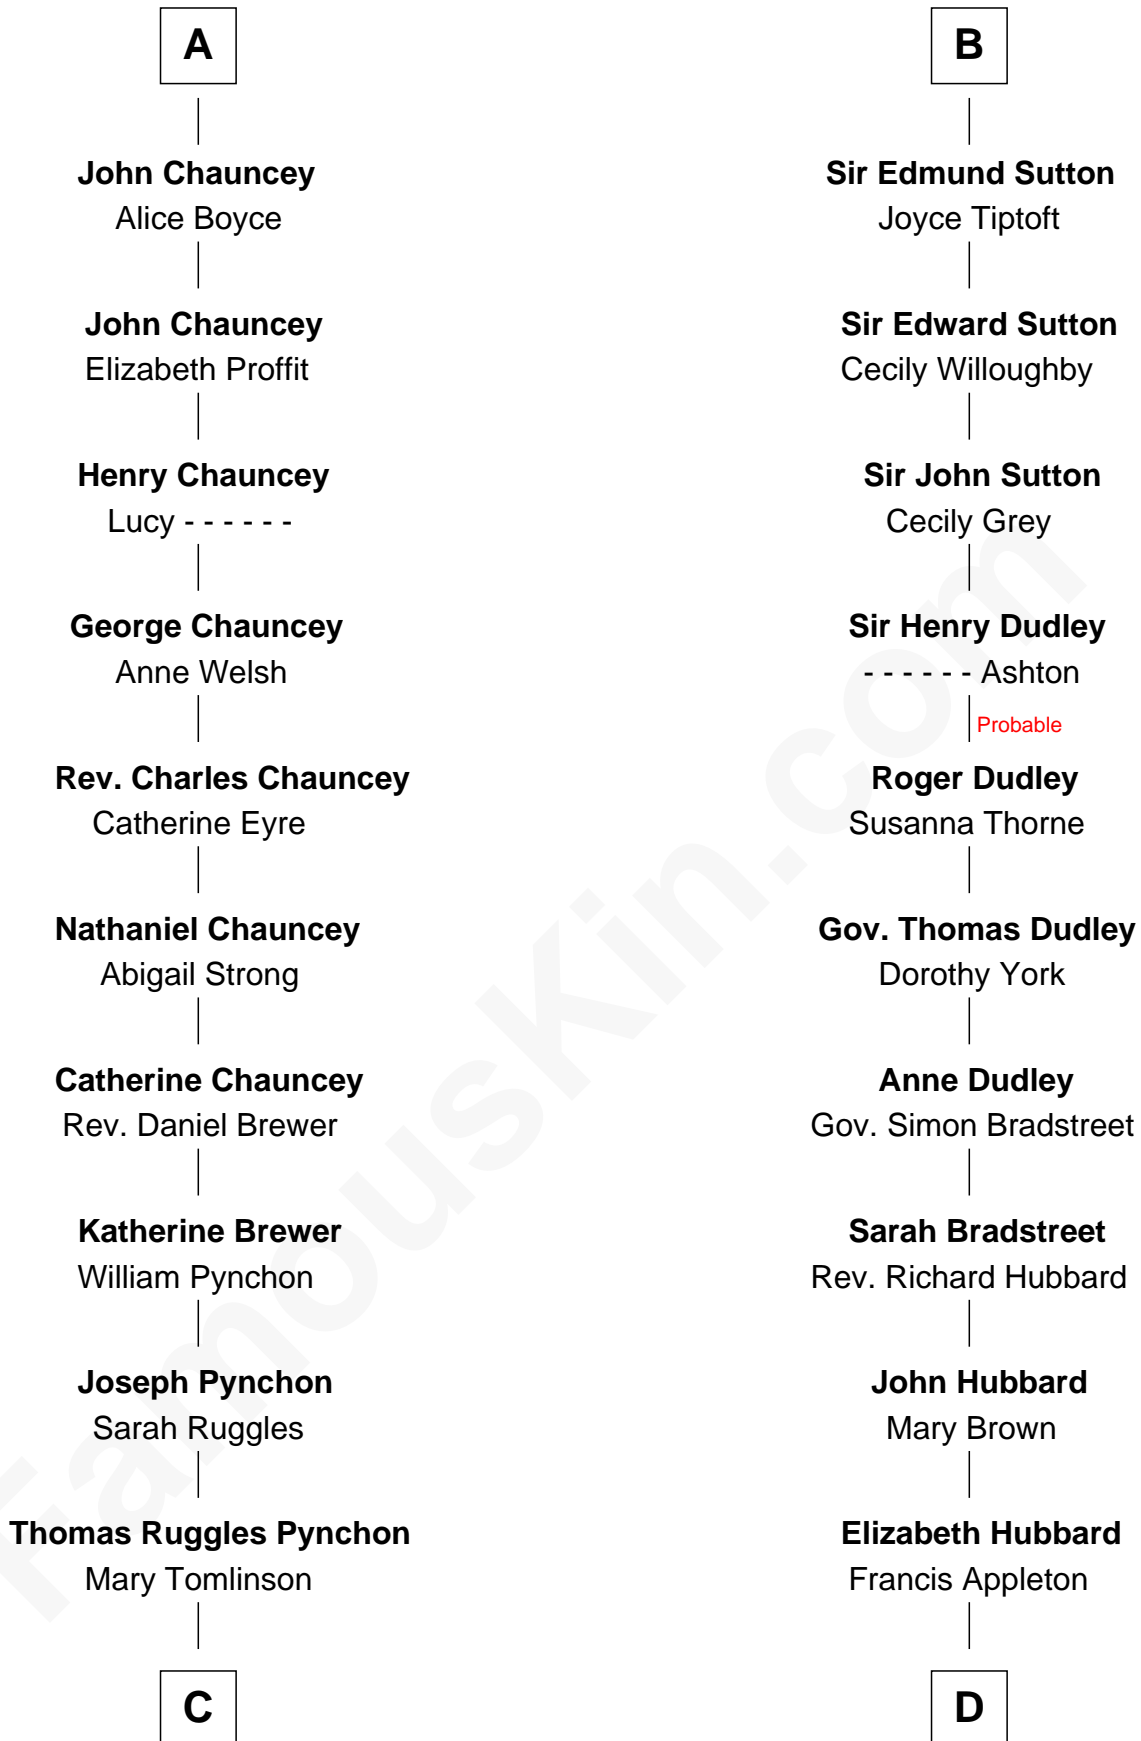 A
John Chauncey
Alice Boyce
John Chauncey
Elizabeth Proffit
Henry Chauncey
Lucy - - - - - -
George Chauncey
Anne Welsh
Rev. Charles Chauncey
Catherine Eyre
Nathaniel Chauncey
Abigail Strong
Catherine Chauncey
Rev. Daniel Brewer
Katherine Brewer
William Pynchon
Joseph Pynchon
Sarah Ruggles
Thomas Ruggles Pynchon
Mary Tomlinson
C
B
Sir Edmund Sutton
Joyce Tiptoft
Sir Edward Sutton
Cecily Willoughby
Sir John Sutton
Cecily Grey
Sir Henry Dudley
- - - - - - Ashton
Probable
Roger Dudley
Susanna Thorne
Gov. Thomas Dudley
Dorothy York
Anne Dudley
Gov. Simon Bradstreet
Sarah Bradstreet
Rev. Richard Hubbard
John Hubbard
Mary Brown
Elizabeth Hubbard
Francis Appleton
D
FamousKin.com